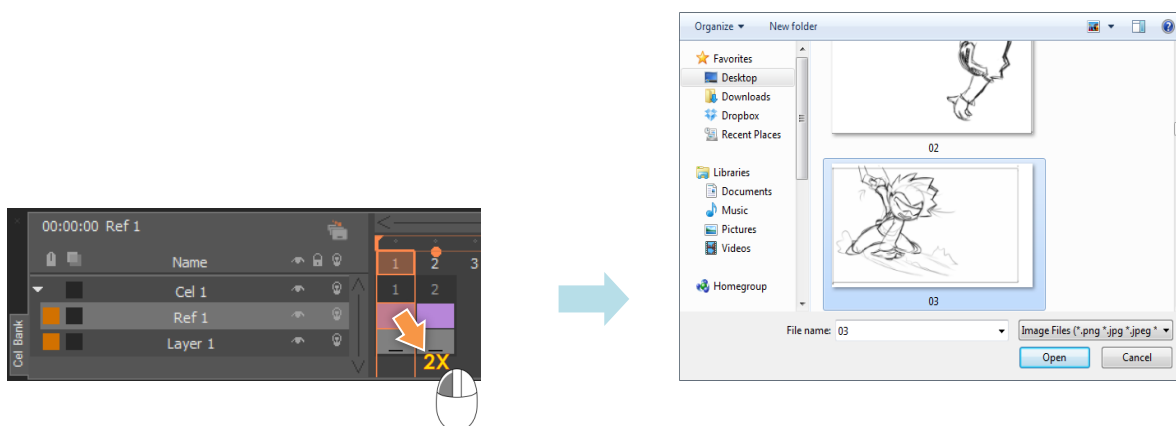 00:00:00 Ref 1
Name
1 2 3
Cel 1
1 2
Ref 1
Layer 1
Cel Bank
2X
Organize New folder
Favorites
Desktop
Downloads
Dropbox
Recent Places
Libraries
Documents
Music
Pictures
Videos
Homegroup
02
03
File name: 03
Image Files (*.png *.jpg *.jpeg *
Open Cancel